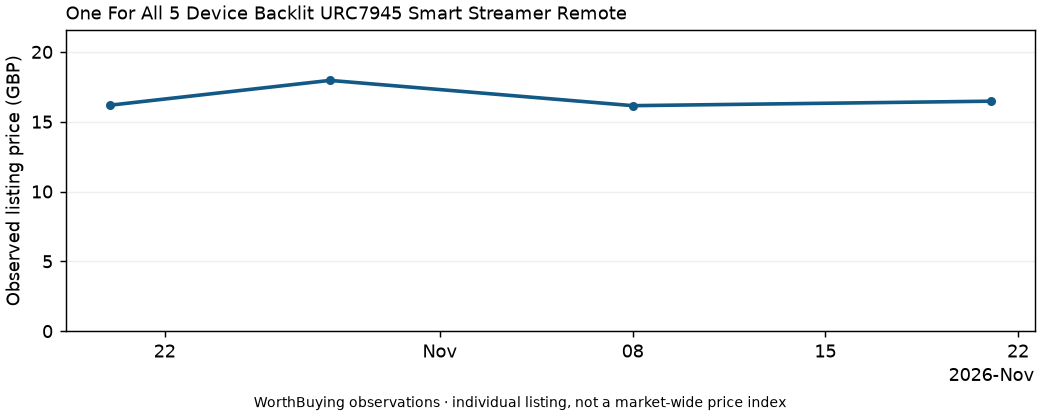 One For All 5 Device Backlit URC7945 Smart Streamer Remote
Observed listing price (GBP)
20
15
10
5
0
22
Nov
08
15
22
2026-Nov
WorthBuying observations · individual listing, not a market-wide price index